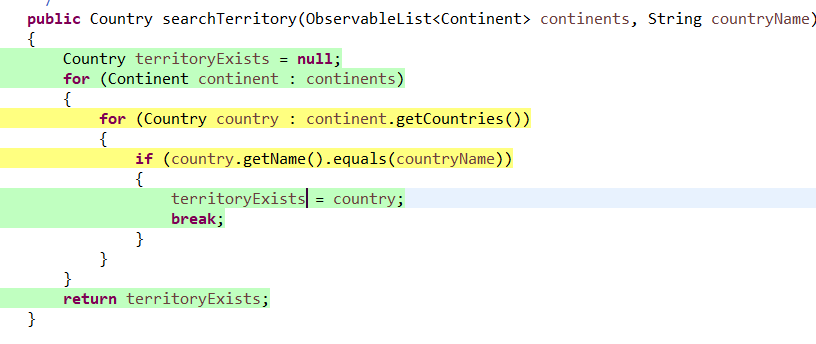 */
public Country searchTerritory(ObservableList<Continent> continents, String countryName)
{
Country territoryExists = null;
for (Continent continent : continents)
{
for (Country country : continent.getCountries())
{
if (country.getName().equals(countryName))
{
territoryExists = country;
break;
}
}
}
return territoryExists;
}